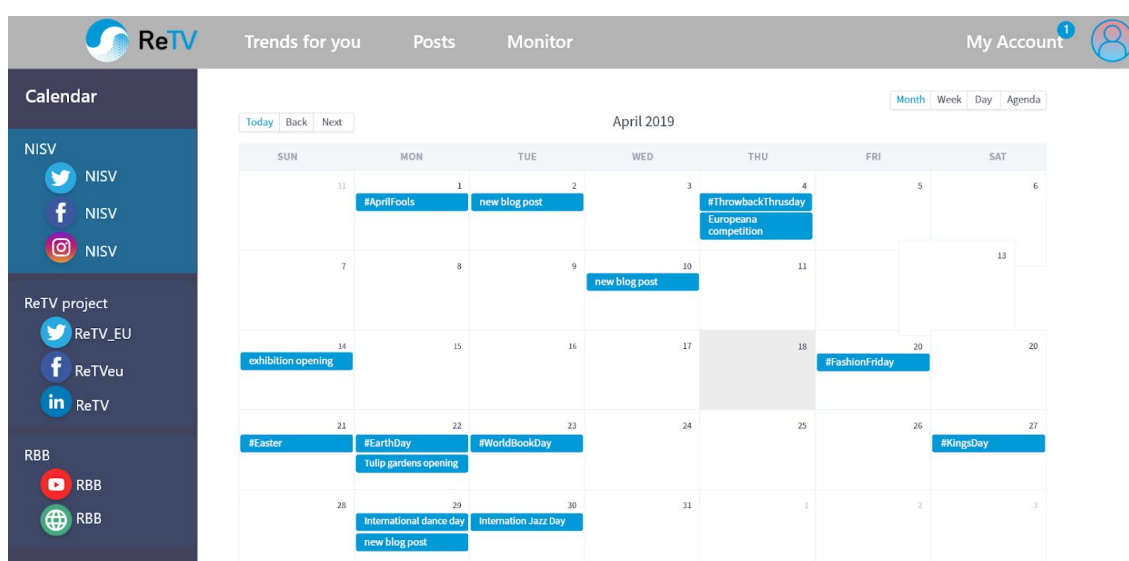 ReTV
Trends for you
Posts
Monitor
My Account
1
Calendar
NISV
NISV
NISV
NISV
ReTV project
ReTV_EU
ReTVeu
ReTV
RBB
RBB
RBB
Month Week Day Agenda
Today Back Next
April 2019
SUN MON TUE WED THU FRI SAT
31 1 2 3 4 5 6
#AprilFools new blog post #ThrowbackThrusday
Europeana
competition
7 8 9 10 11 13
new blog post
14 15 16 17 18 20 20
exhibition opening #FashionFriday
21 22 23 24 25 26 27
#Easter #EarthDay #WorldBookDay #KingsDay
Tulip gardens opening
28 29 30 31 1 2 3
International dance day Internation Jazz Day
new blog post